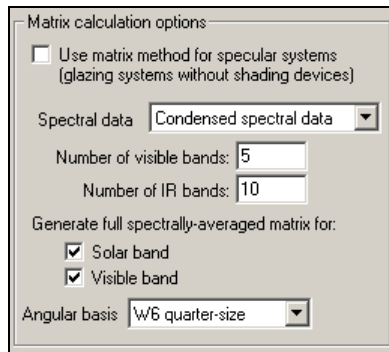 Matrix calculation options
Use matrix method for specular systems
(glazing systems without shading devices)
Spectral data Condensed spectral data
Number of visible bands: 5
Number of IR bands: 10
Generate full spectrally-averaged matrix for:
Solar band
Visible band
Angular basis W6 quarter-size